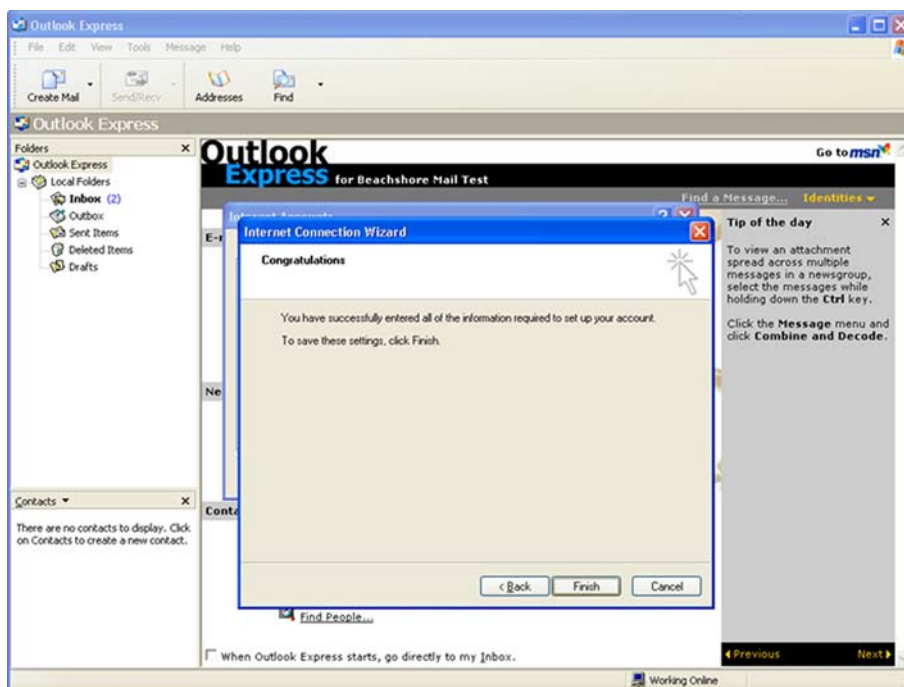 Outlook Express
File Edit View Tools Message Help
Create Mail Send/Recv Addresses Find
Outlook Express
Folders
Outlook Express
Local Folders
Inbox (2)
Outbox
Sent Items
Deleted Items
Drafts
Contacts
There are no contacts to display. Click
on Contacts to create a new contact.
Outlook
Express for Beachshore Mail Test
Go to msn
Find a Message... Identities
Internet Connection Wizard
Congratulations
You have successfully entered all of the information required to set up your account.
To save these settings, click Finish.
< Back Finish Cancel
Find People...
When Outlook Express starts, go directly to my Inbox.
Tip of the day
To view an attachment
spread across multiple
messages in a newsgroup,
select the messages while
holding down the Ctrl key.
Click the Message menu and
click Combine and Decode.
Previous Next
Working Online